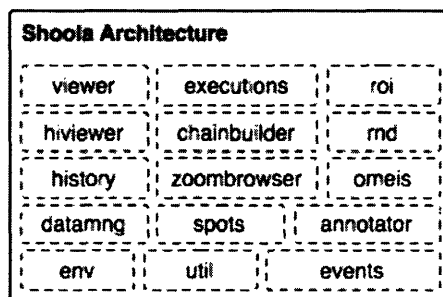 Shoola Architecture
viewer executions roi
hiviewer chainbuilder rnd
history zoombrowser omeis
datamng spots annotator
env util events